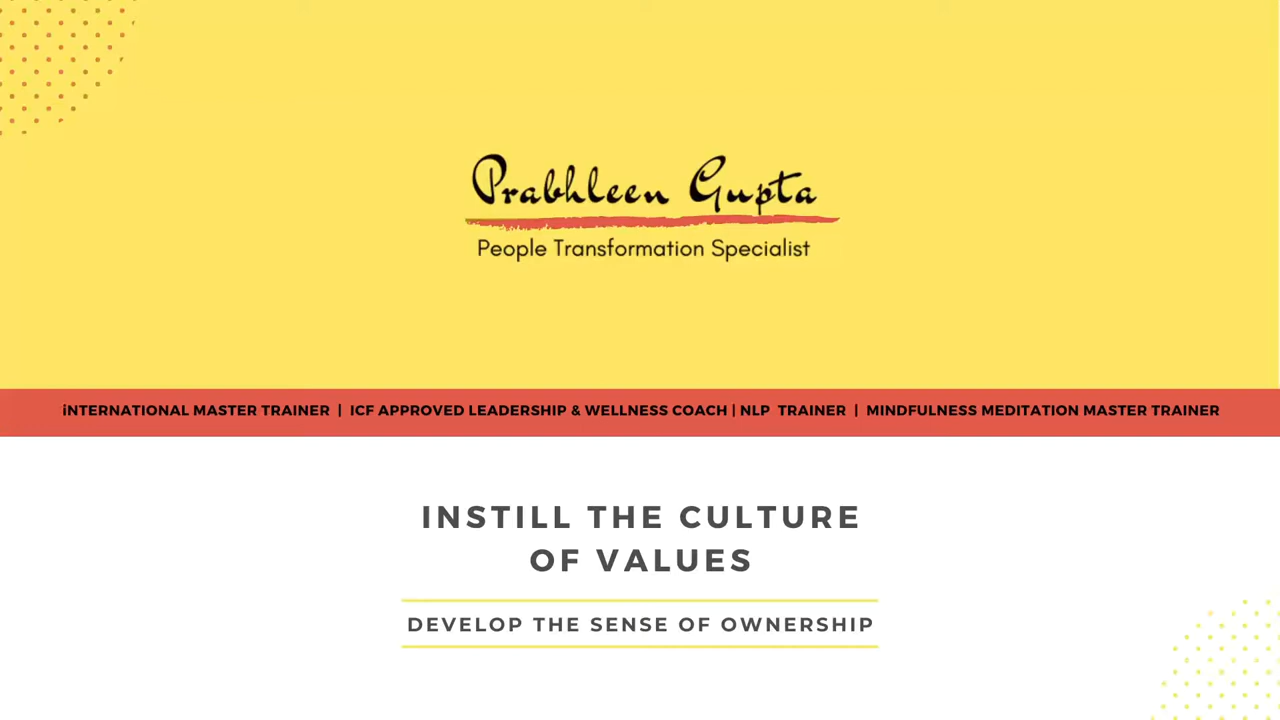 Prabhleen Gupta
People Transformation Specialist
iNTERNATIONAL MASTER TRAINER | ICF APPROVED LEADERSHIP & WELLNESS COACH | NLP TRAINER | MINDFULNESS MEDITATION MASTER TRAINER
INSTILL THE CULTURE
OF VALUES
DEVELOP THE SENSE OF OWNERSHIP